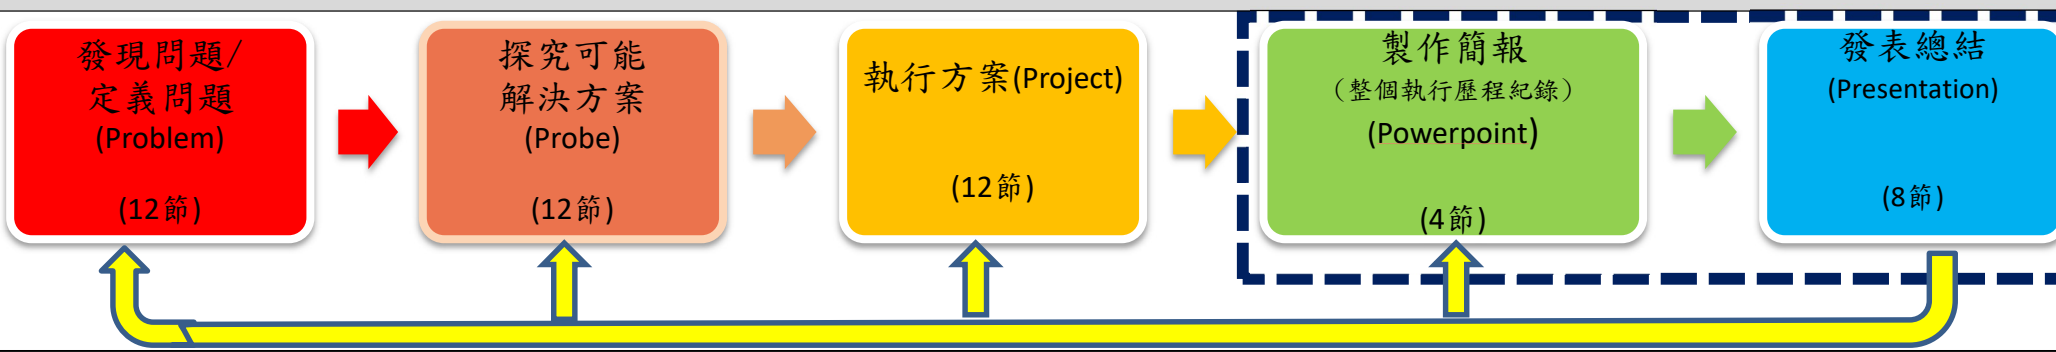 發現問題/
定義問題
(Problem)
(12節)
探究可能
解決方案
(Probe)
(12節)
執行方案(Project)
(12節)
製作簡報
(整個執行歷程紀錄)
(Powerpoint)
(4節)
發表總結
(Presentation)
(8節)